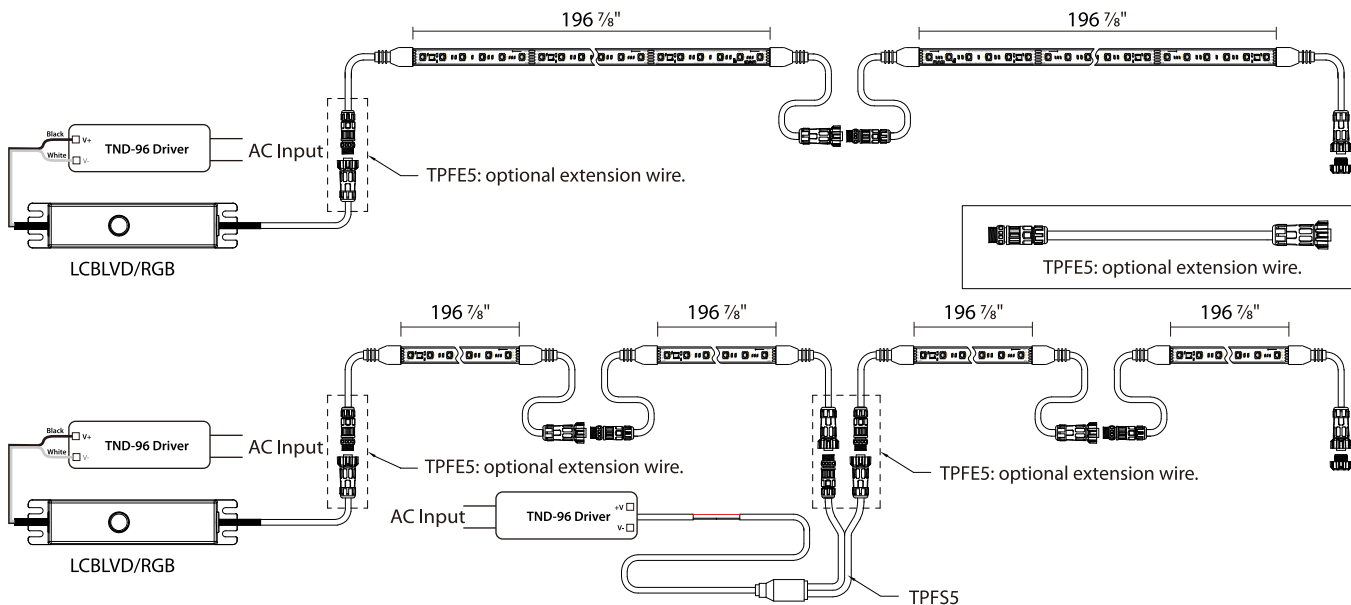 196 ⅞"
196 ⅞"
Black
V+
White
V-
TND-96 Driver
AC Input
TPFE5: optional extension wire.
LCBLVD/RGB
TPFE5: optional extension wire.
196 ⅞"
196 ⅞"
196 ⅞"
196 ⅞"
Black
V+
White
V-
TND-96 Driver
AC Input
TPFE5: optional extension wire.
TPFE5: optional extension wire.
AC Input
TND-96 Driver
+V
V-
LCBLVD/RGB
TPFS5